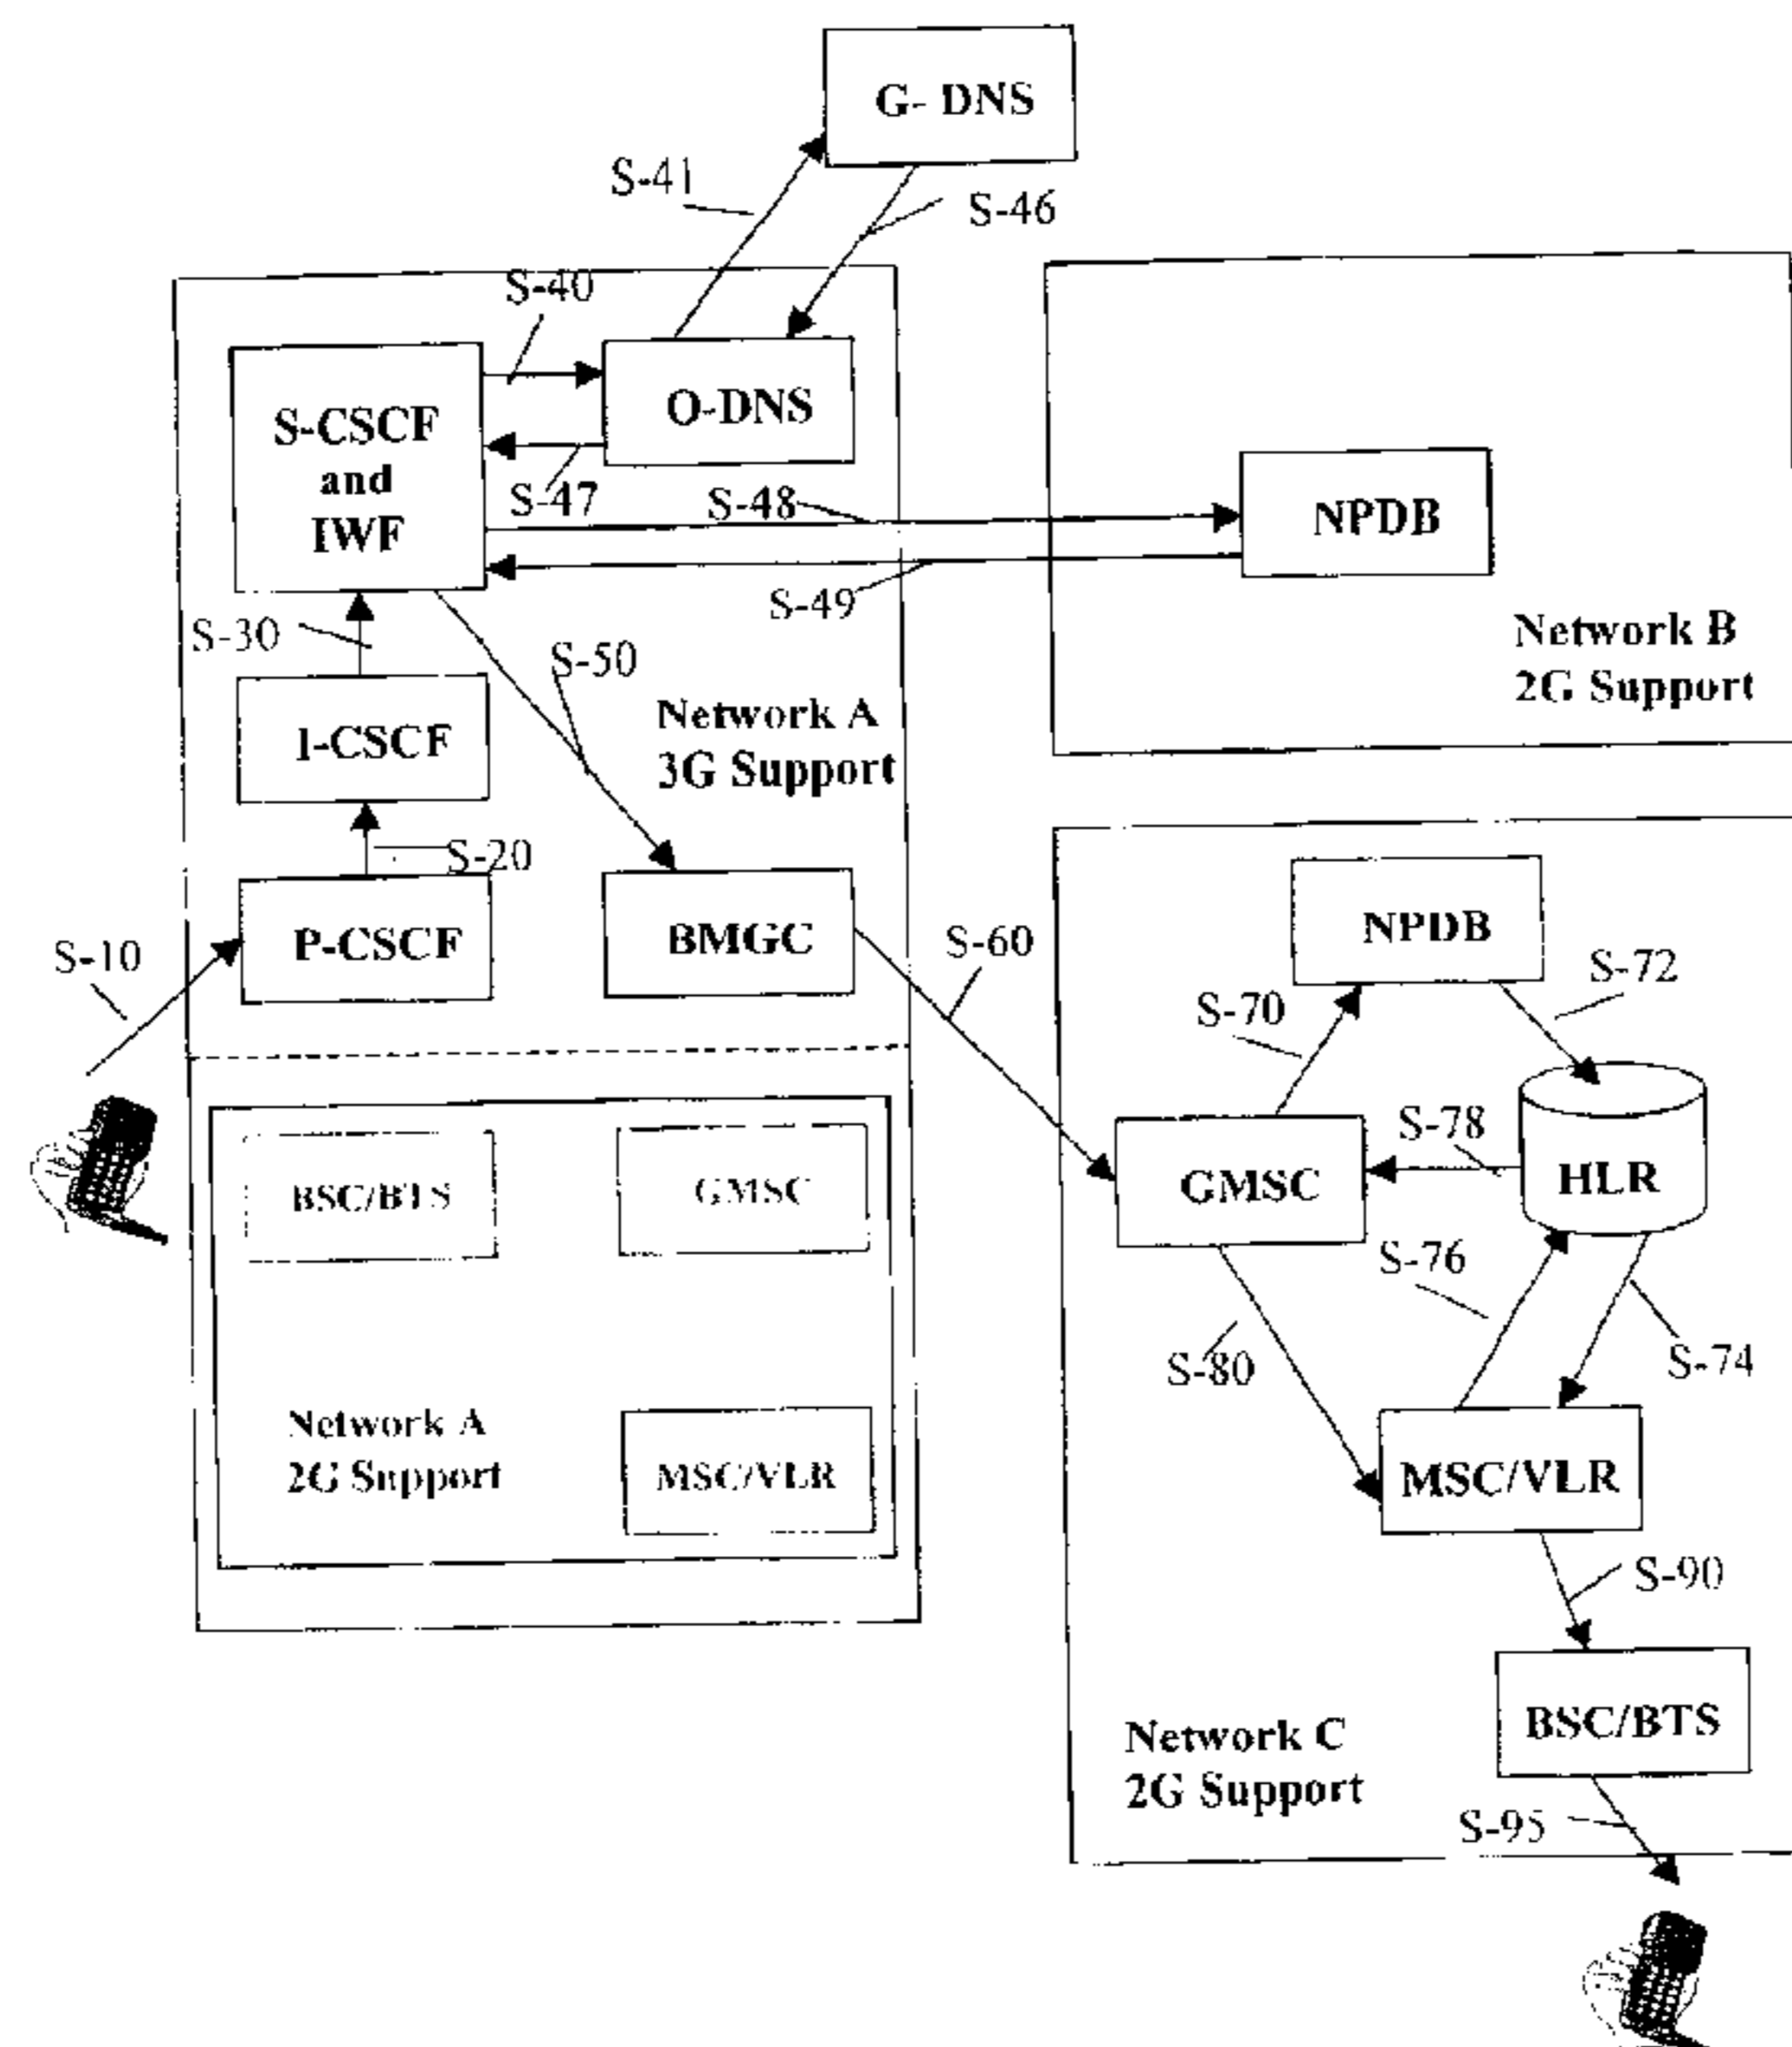 G- DNS
S-41
S-46
S-40
S-CSCF
and
IWF
O-DNS
S-47
S-48
NPDB
S-49
S-30
Network B
2G Support
S-50
I-CSCF
Network A
3G Support
S-20
P-CSCF
BMGC
S-10
S-60
NPDB
S-72
S-70
S-78
GMSC
HLR
BSC/BTS
GMSC
S-76
S-80
S-74
Network A
2G Support
MSC/VLR
MSC/VLR
S-90
BSC/BTS
Network C
2G Support
S-95